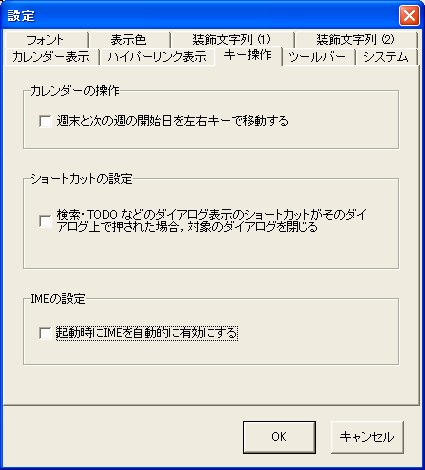 設定
フォント
表示色
装飾文字列(1)
装飾文字列(2)
カレンダー表示
ハイパーリンク表示
キー操作
ツールバー
システム
カレンダーの操作
週末と次の週の開始日を左右キーで移動する
ショートカットの設定
検索・TODOなどのダイアログ表示のショートカットがそのダイ
アログ上で押された場合, 対象のダイアログを閉じる
IMEの設定
起動時にIMEを自動的に有効にする
OK
キャンセル